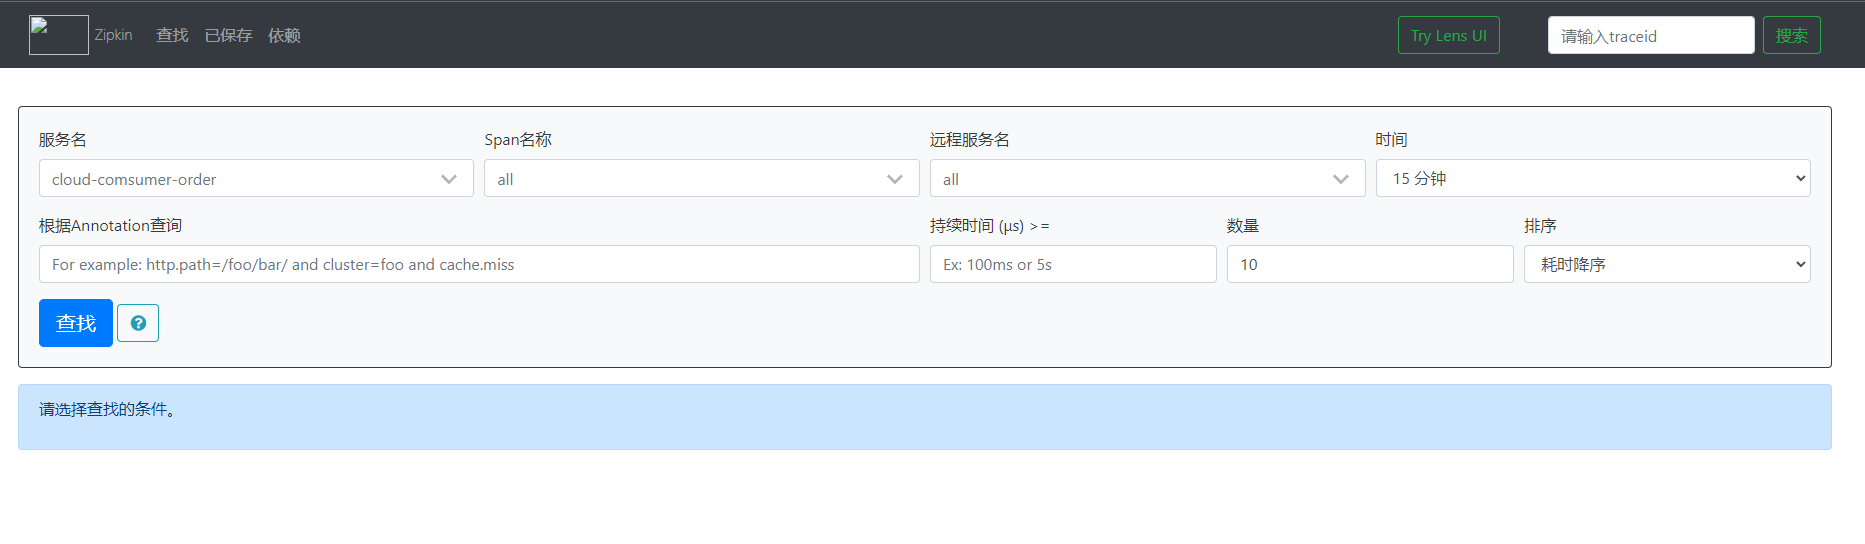 Zipkin 查找 已保存 依赖 Try Lens UI 请输入traceid 搜索
服务名 Span名称 远程服务名 时间
cloud-comsumer-order all all 15 分钟
根据Annotation查询 持续时间 (μs) >= 数量 排序
For example: http.path=/foo/bar/ and cluster=foo and cache.miss Ex: 100ms or 5s 10 耗时降序
查找 ?
请选择查找的条件。